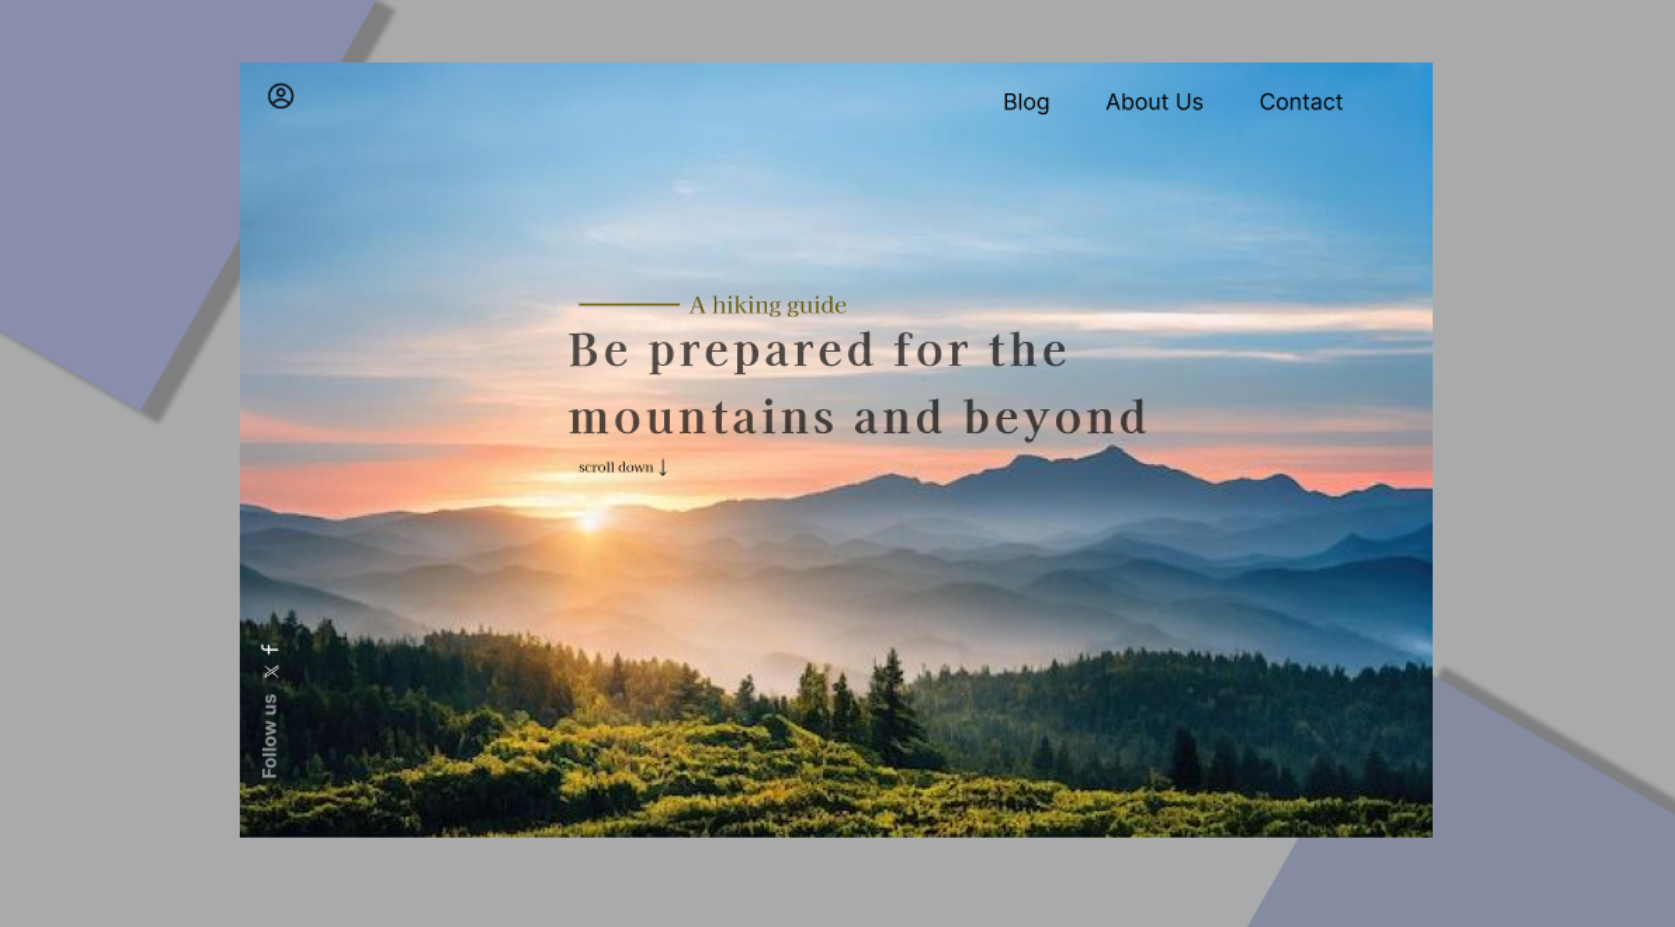 Blog About Us Contact
A hiking guide
Be prepared for the
mountains and beyond
scroll down ↓
Follow us 𝕏 f